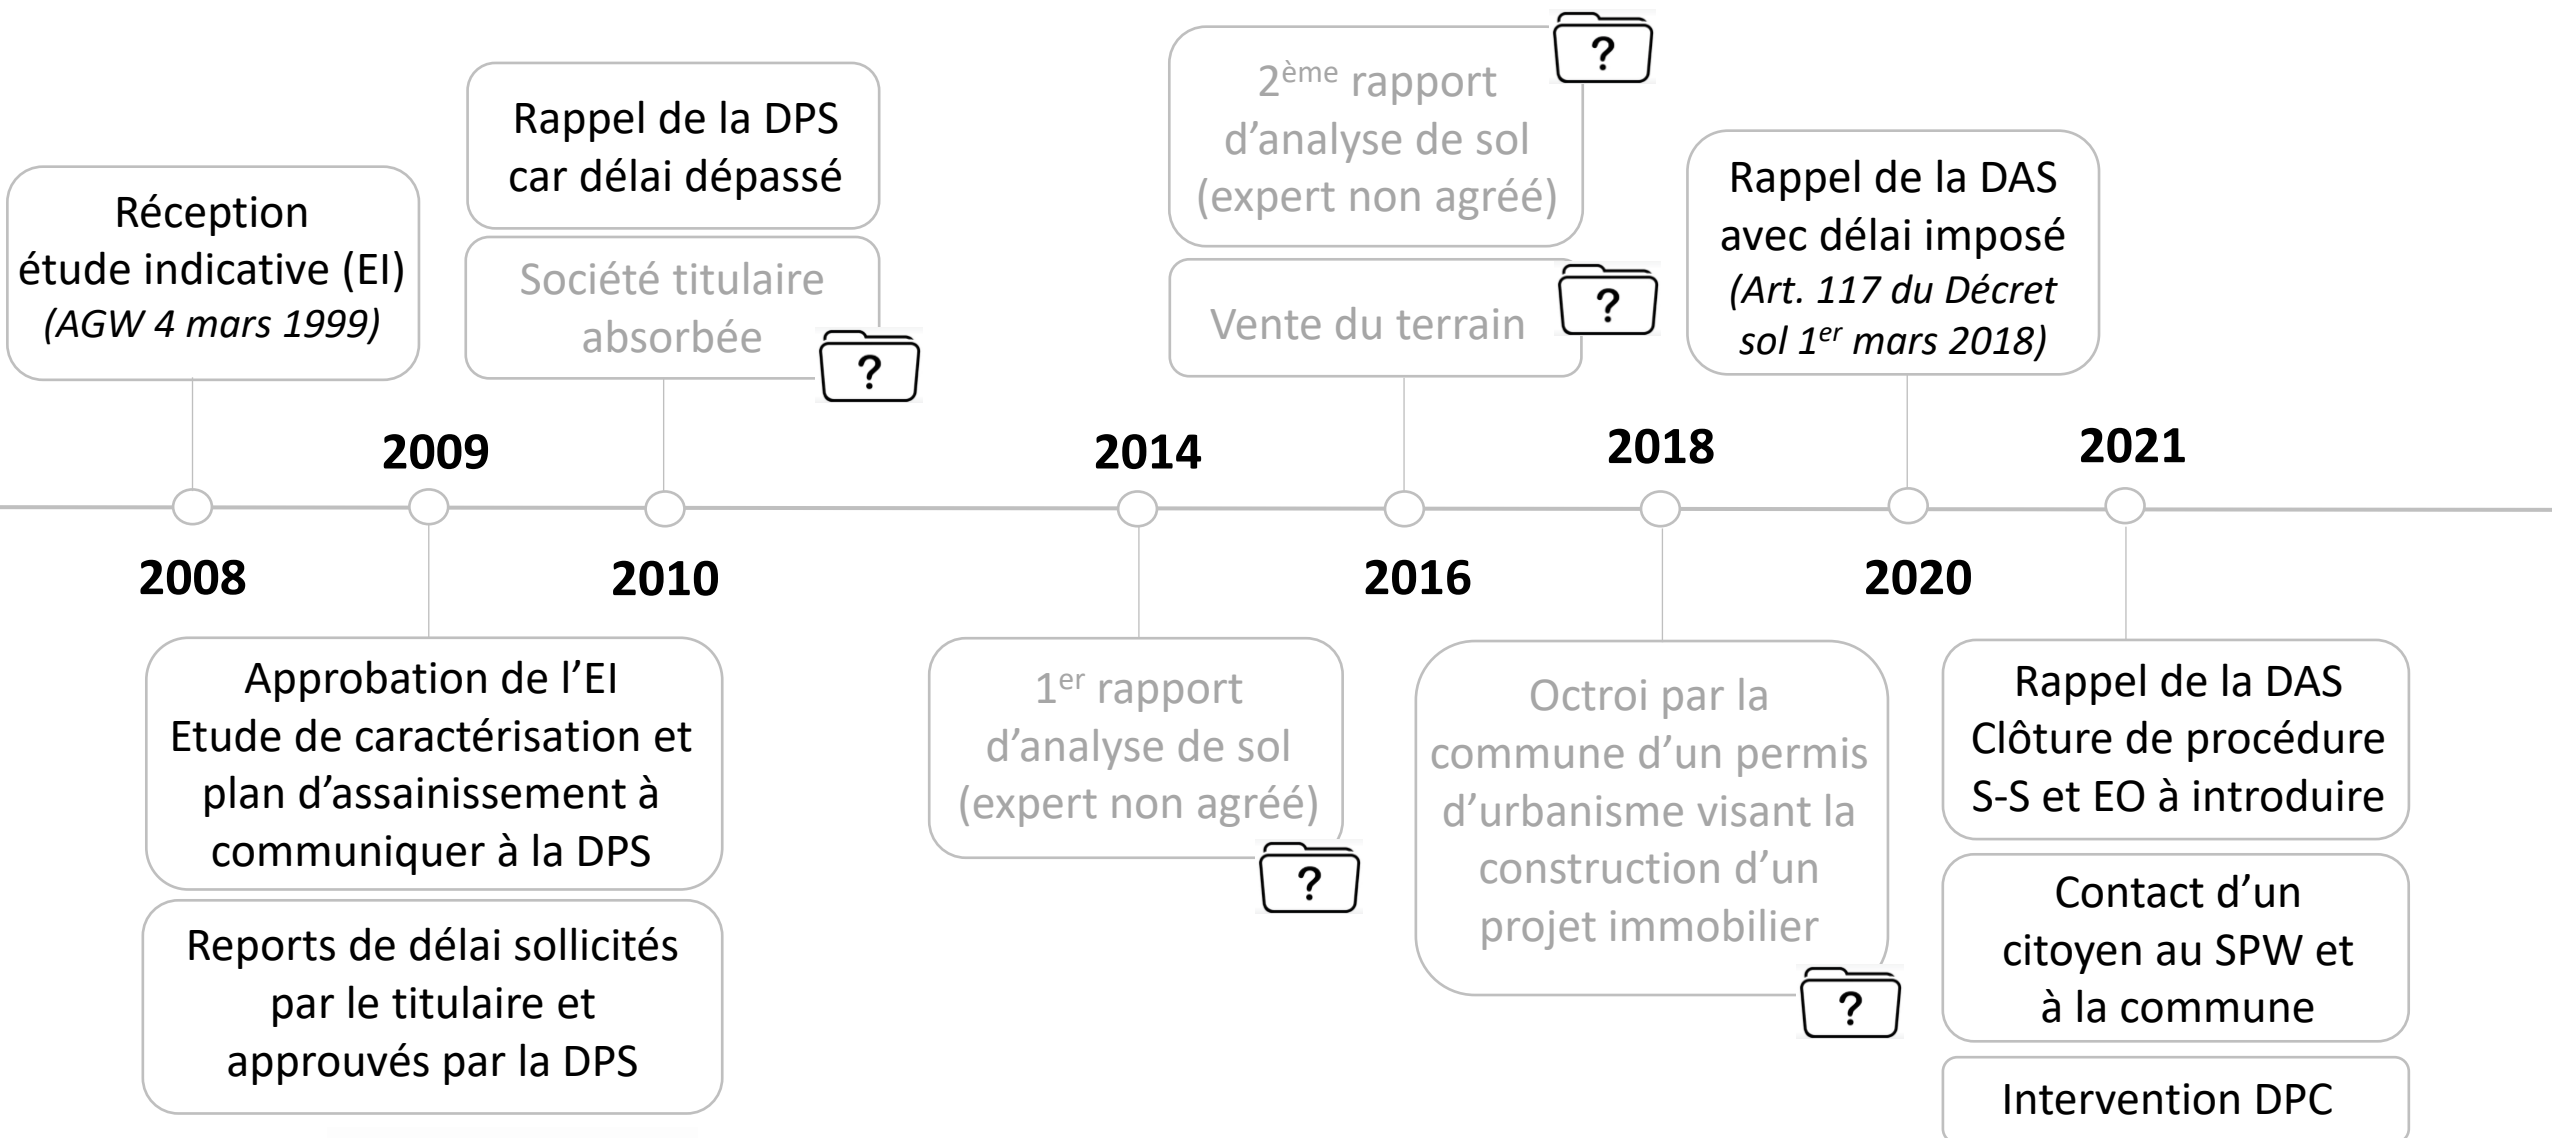 Réception
étude indicative (EI)
(AGW 4 mars 1999)
2008
2009
Approbation de l’EI
Etude de caractérisation et
plan d’assainissement à
communiquer à la DPS
Reports de délai sollicités
par le titulaire et
approuvés par la DPS
Rappel de la DPS
car délai dépassé
Société titulaire
absorbée
?
2010
2014
1er rapport
d’analyse de sol
(expert non agréé)
?
2ème rapport
d’analyse de sol
(expert non agréé)
?
Vente du terrain
?
2016
2018
Octroi par la
commune d’un permis
d’urbanisme visant la
construction d’un
projet immobilier
?
Rappel de la DAS
avec délai imposé
(Art. 117 du Décret
sol 1er mars 2018)
2020
2021
Rappel de la DAS
Clôture de procédure
S-S et EO à introduire
Contact d’un
citoyen au SPW et
à la commune
Intervention DPC